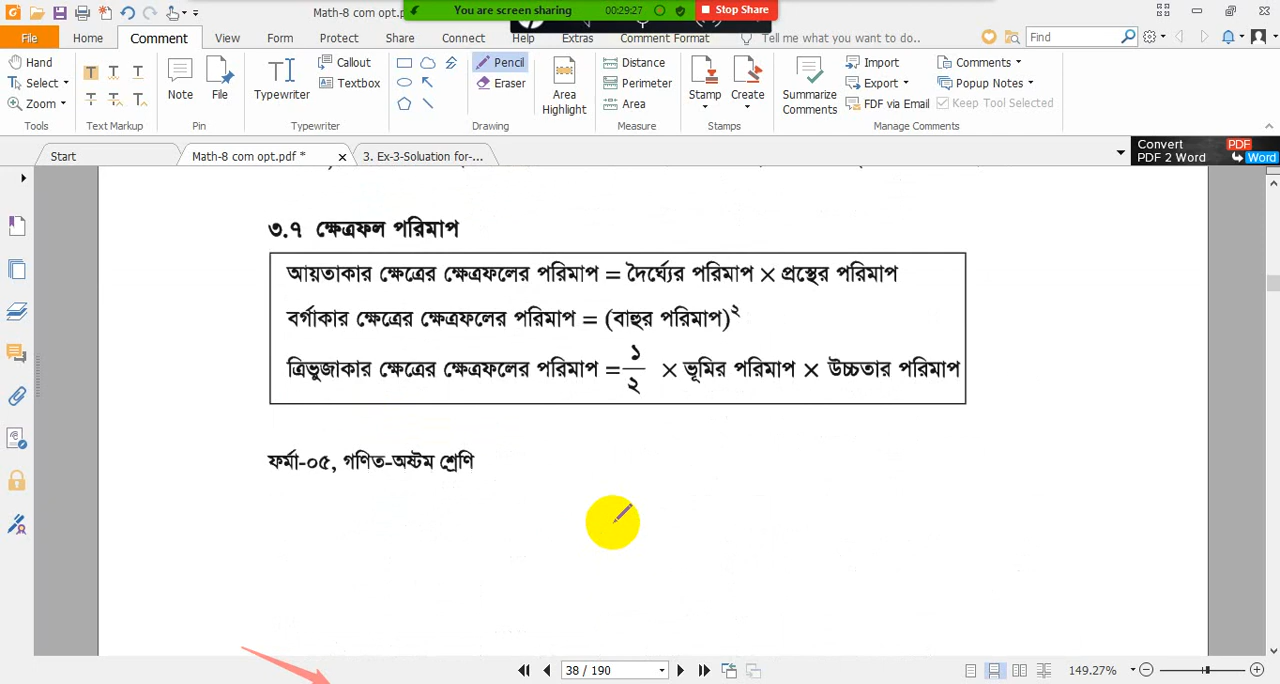 Math-8 com opt.p
You are screen sharing
00:29:27
Stop Share
File Home Comment View Form Protect Share Connect Help Extras Comment Format Tell me what you want to do.. Find
Hand
Select
Zoom
Tools
Text Markup
Note
File
Pin
Typewriter
Callout
Textbox
Typewriter
Pencil
Eraser
Drawing
Area Highlight
Distance
Perimeter
Area
Measure
Stamp
Create
Stamps
Summarize Comments
Import
Export
FDF via Email
Comments
Popup Notes
Keep Tool Selected
Manage Comments
Start Math-8 com opt.pdf * 3. Ex-3-Soluation for-...
Convert PDF
PDF 2 Word Word
৩.৭ ক্ষেত্রফল পরিমাপ
আয়তাকার ক্ষেত্রের ক্ষেত্রফলের পরিমাপ = দৈর্ঘ্যের পরিমাপ × প্রস্থের পরিমাপ
বর্গাকার ক্ষেত্রের ক্ষেত্রফলের পরিমাপ = (বাহুর পরিমাপ)²
ত্রিভুজাকার ক্ষেত্রের ক্ষেত্রফলের পরিমাপ = ১/২ × ভূমির পরিমাপ × উচ্চতার পরিমাপ
ফর্মা-০৫, গণিত-অষ্টম শ্রেণি
38 / 190
149.27%